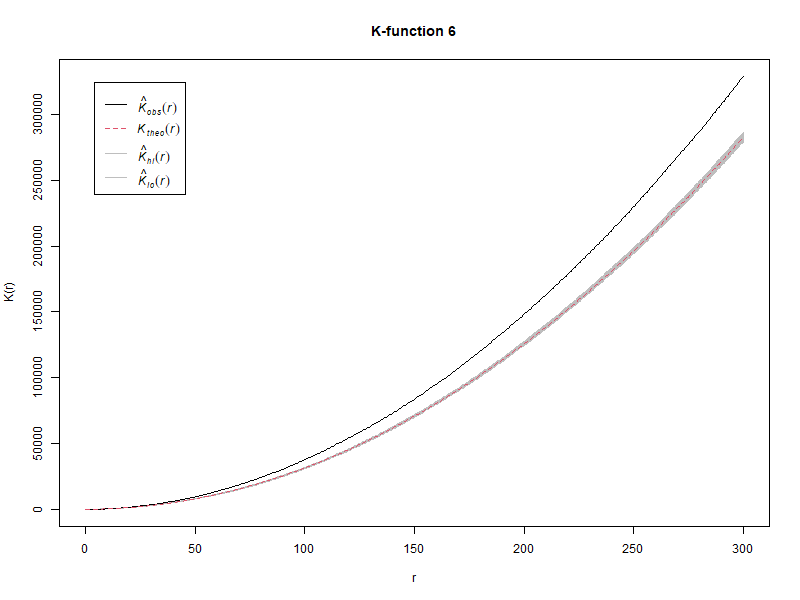 K-function 6
K̂obs(r)
Ktheo(r)
K̂hi(r)
K̂lo(r)
K(r)
300000
250000
200000
150000
100000
50000
0
0 50 100 150 200 250 300
r